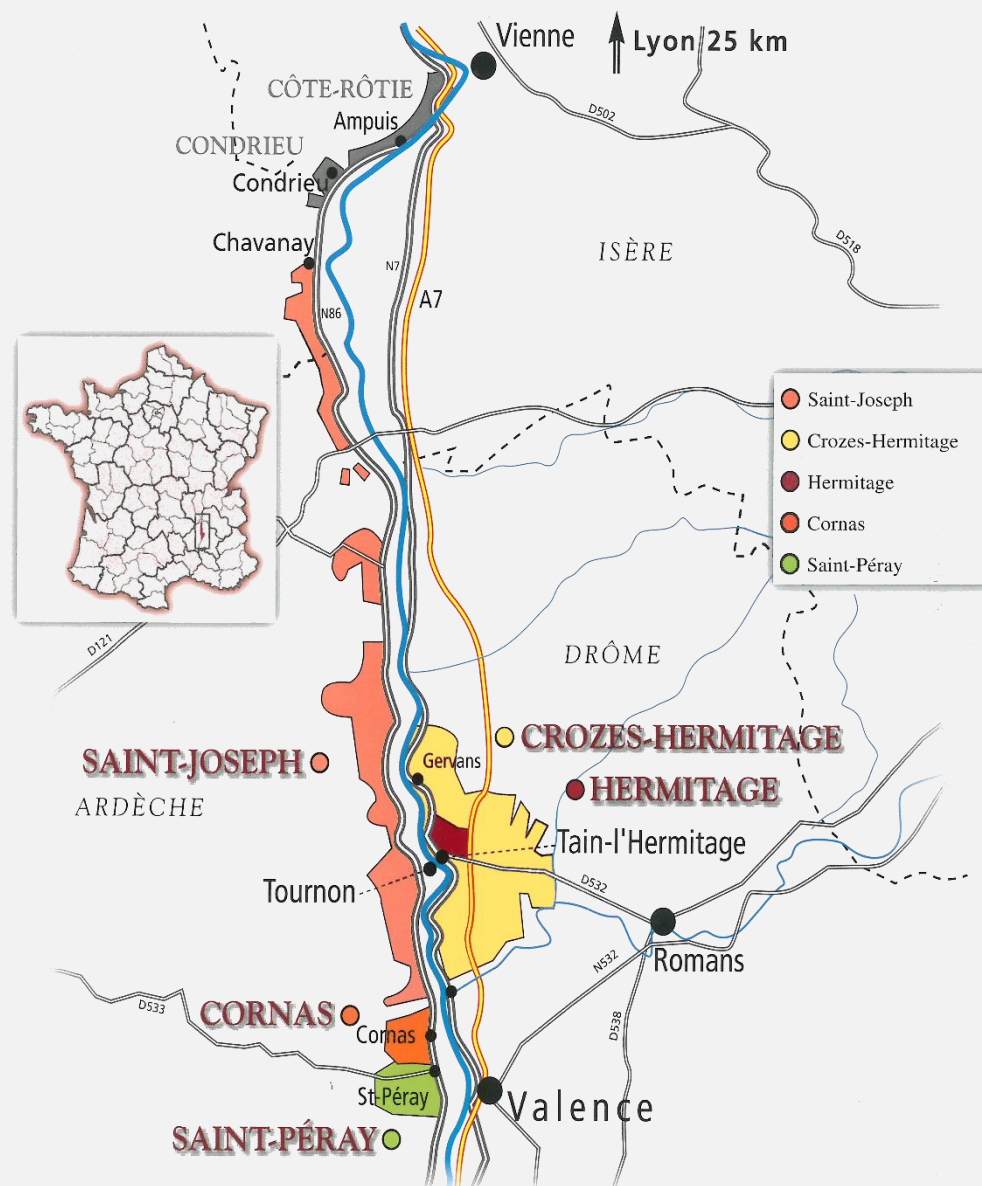 Vienne
Lyon 25 km
CÔTE-RÔTIE
Ampuis
D502
CONDRIEU
Condrieu
Chavanay
ISÈRE
D518
N7
A7
N86
Saint-Joseph
Crozes-Hermitage
Hermitage
Cornas
Saint-Péray
D121
DRÔME
CROZES-HERMITAGE
SAINT-JOSEPH
Gervans
HERMITAGE
ARDÈCHE
Tain-l'Hermitage
Tournon
D532
Romans
N532
D533
CORNAS
Cornas
D538
St-Péray
Valence
SAINT-PÉRAY